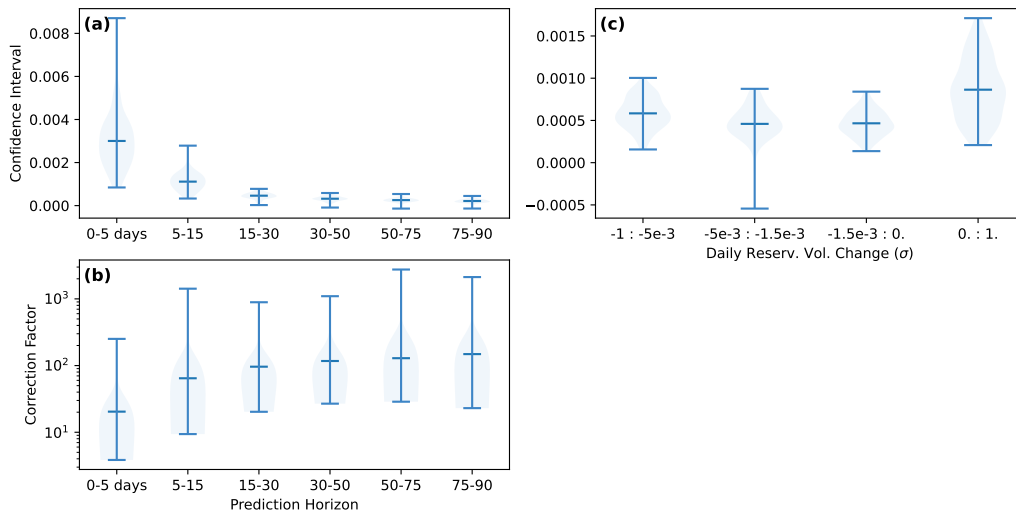 (a)
Confidence Interval
0.008
0.006
0.004
0.002
0.000
0-5 days 5-15 15-30 30-50 50-75 75-90
(b)
Correction Factor
10³
10²
10¹
0-5 days 5-15 15-30 30-50 50-75 75-90
Prediction Horizon
(c)
0.0015
0.0010
0.0005
0.0000
−0.0005
-1 : -5e-3 -5e-3 : -1.5e-3 -1.5e-3 : 0. 0. : 1.
Daily Reserv. Vol. Change (σ)